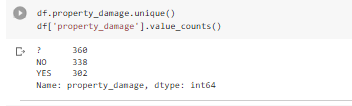 df.property_damage.unique()
df['property_damage'].value_counts()
? 360
NO 338
YES 302
Name: property_damage, dtype: int64